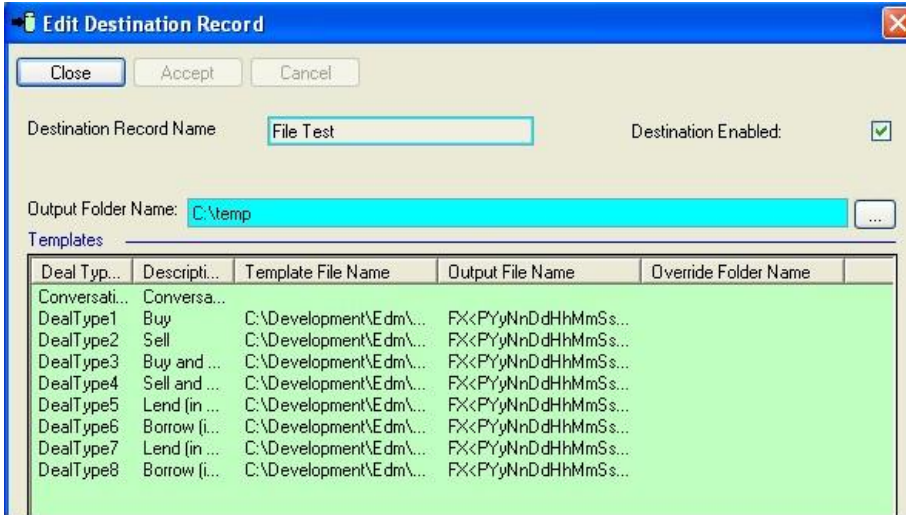 Edit Destination Record
Close Accept Cancel
Destination Record Name File Test Destination Enabled:
Output Folder Name: C:\temp ...
Templates
Deal Typ... Descripti... Template File Name Output File Name Override Folder Name
Conversati... Conversa...
DealType1 Buy C:\Development\Edm\... FX<PYyNnDdHhMmSs...
DealType2 Sell C:\Development\Edm\... FX<PYyNnDdHhMmSs...
DealType3 Buy and ... C:\Development\Edm\... FX<PYyNnDdHhMmSs...
DealType4 Sell and ... C:\Development\Edm\... FX<PYyNnDdHhMmSs...
DealType5 Lend (in ... C:\Development\Edm\... FX<PYyNnDdHhMmSs...
DealType6 Borrow (i... C:\Development\Edm\... FX<PYyNnDdHhMmSs...
DealType7 Lend (in ... C:\Development\Edm\... FX<PYyNnDdHhMmSs...
DealType8 Borrow (i... C:\Development\Edm\... FX<PYyNnDdHhMmSs...